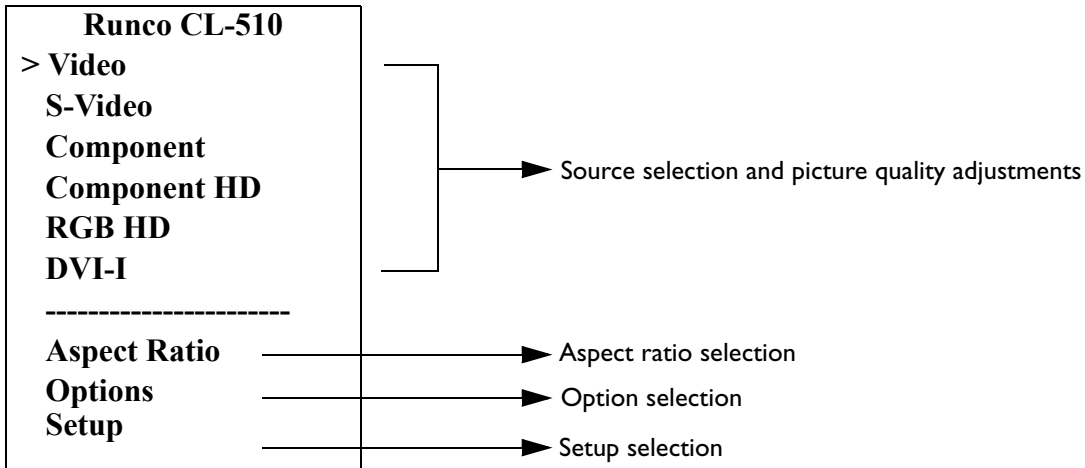 Runco CL-510
> Video
S-Video
Component
Component HD
RGB HD
DVI-I
-----------------------
Aspect Ratio
Options
Setup
Source selection and picture quality adjustments
Aspect ratio selection
Option selection
Setup selection